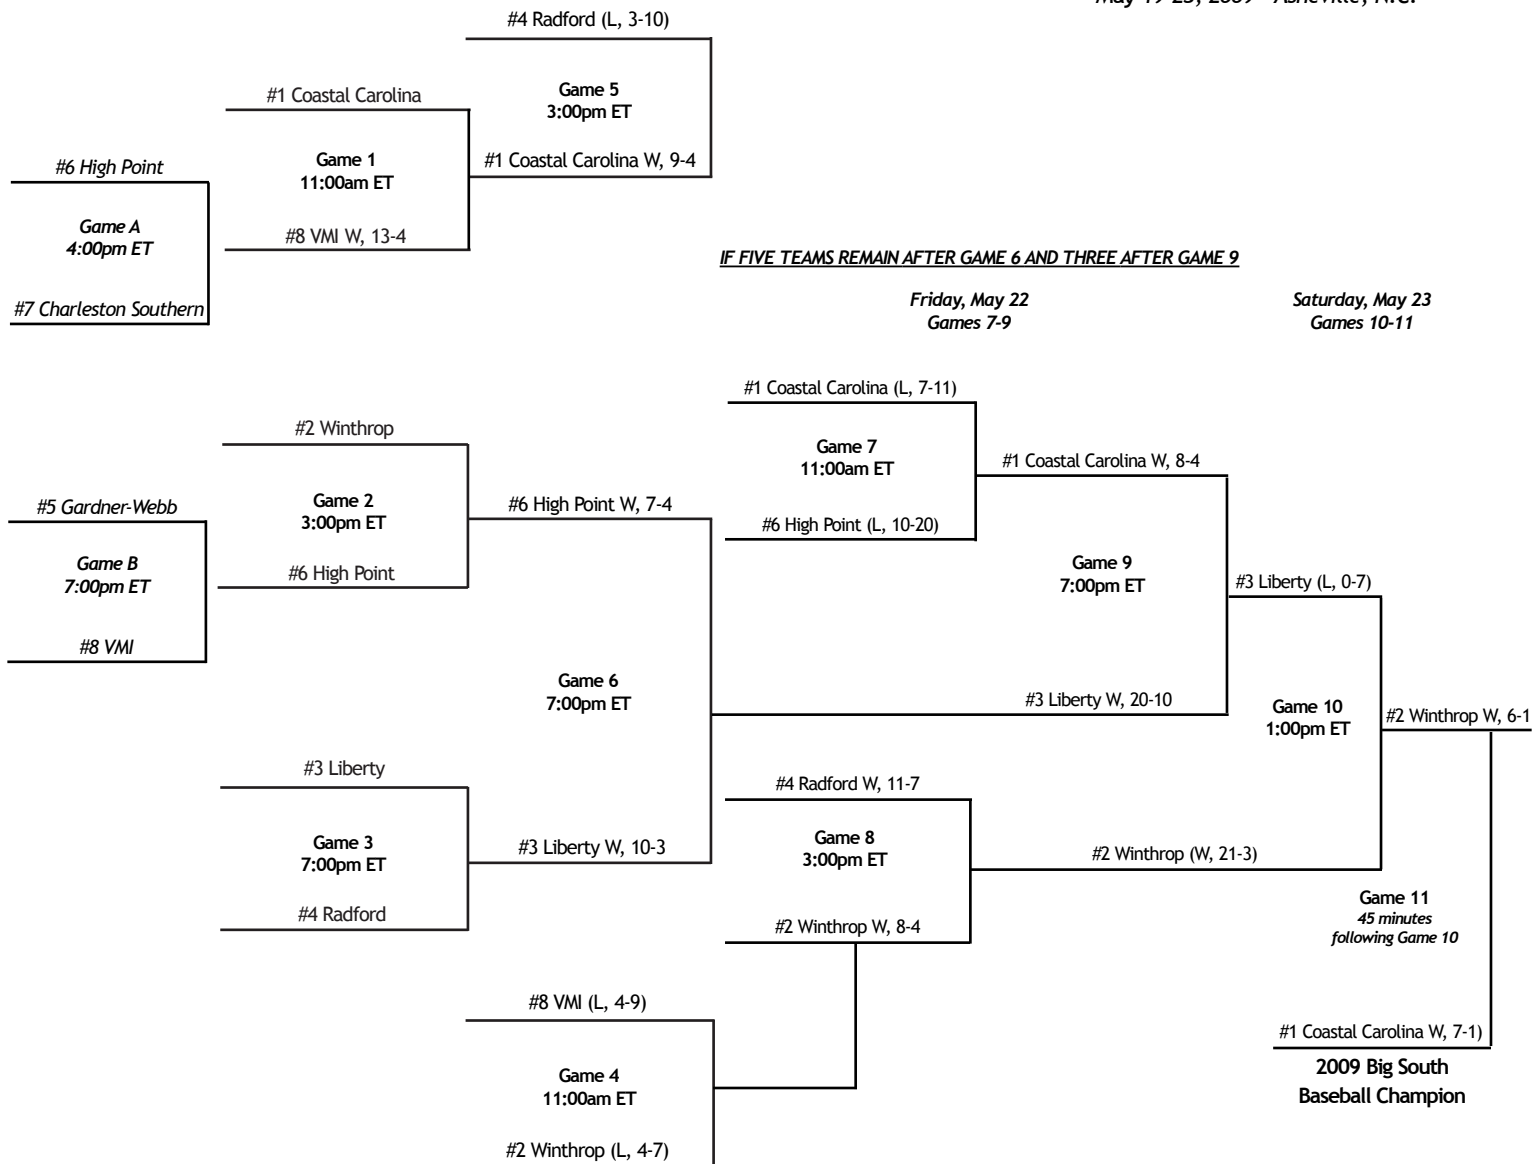 May 19-23, 2009 - Asheville, N.C.
#4 Radford (L, 3-10)
Game 5
3:00pm ET
#1 Coastal Carolina
Game 1
11:00am ET
#1 Coastal Carolina W, 9-4
#6 High Point
Game A
4:00pm ET
#8 VMI W, 13-4
#7 Charleston Southern
IF FIVE TEAMS REMAIN AFTER GAME 6 AND THREE AFTER GAME 9
Friday, May 22
Games 7-9
Saturday, May 23
Games 10-11
#1 Coastal Carolina (L, 7-11)
#2 Winthrop
Game 7
11:00am ET
#1 Coastal Carolina W, 8-4
#5 Gardner-Webb
Game 2
3:00pm ET
#6 High Point W, 7-4
#6 High Point (L, 10-20)
Game B
7:00pm ET
#6 High Point
Game 9
7:00pm ET
#3 Liberty (L, 0-7)
#8 VMI
Game 6
7:00pm ET
#3 Liberty W, 20-10
Game 10
1:00pm ET
#2 Winthrop W, 6-1
#3 Liberty
#4 Radford W, 11-7
Game 3
7:00pm ET
#3 Liberty W, 10-3
Game 8
3:00pm ET
#2 Winthrop (W, 21-3)
#4 Radford
#2 Winthrop W, 8-4
Game 11
45 minutes
following Game 10
#8 VMI (L, 4-9)
Game 4
11:00am ET
#1 Coastal Carolina W, 7-1)
2009 Big South
Baseball Champion
#2 Winthrop (L, 4-7)